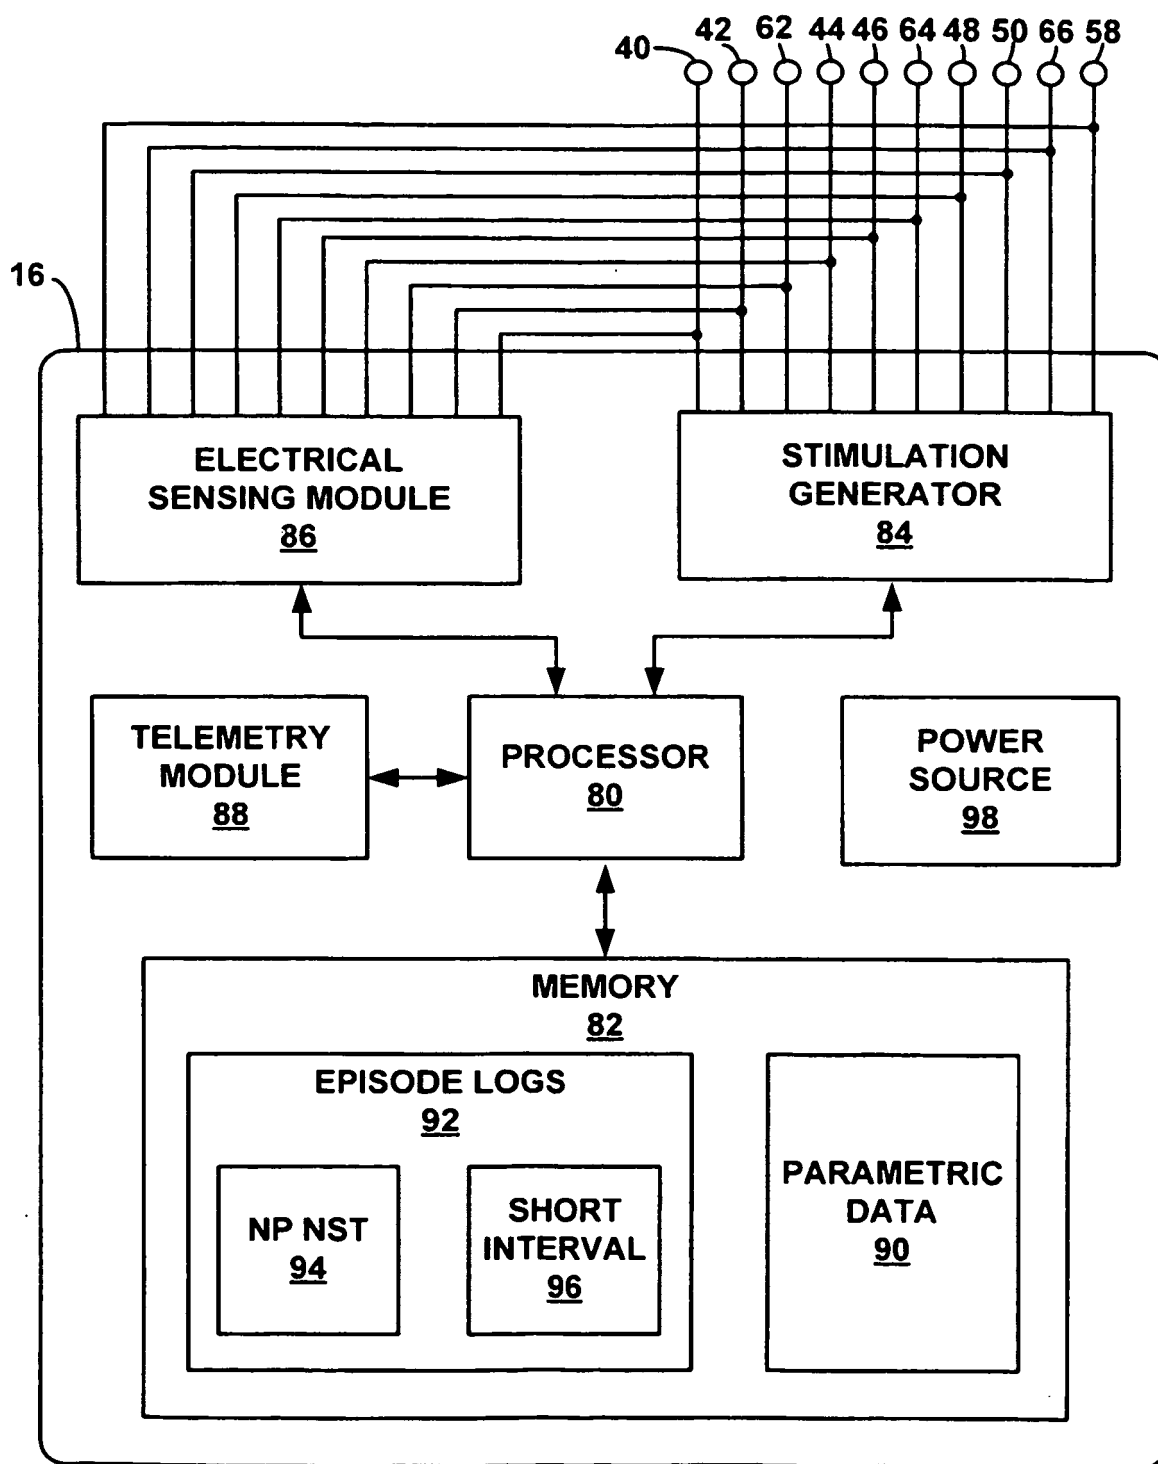 40 42 62 44 46 64 48 50 66 58
16
ELECTRICAL
SENSING MODULE
86
STIMULATION
GENERATOR
84
TELEMETRY
MODULE
88
PROCESSOR
80
POWER
SOURCE
98
MEMORY
82
EPISODE LOGS
92
NP NST
94
SHORT
INTERVAL
96
PARAMETRIC
DATA
90